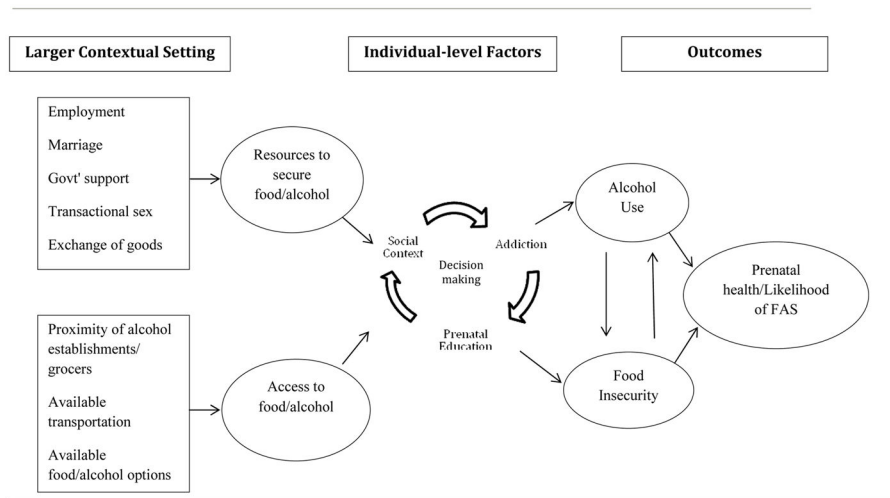 Larger Contextual Setting
Individual-level Factors
Outcomes
Employment
Marriage
Govt' support
Transactional sex
Exchange of goods
Resources to
secure
food/alcohol
Proximity of alcohol
establishments/
grocers
Available
transportation
Available
food/alcohol options
Access to
food/alcohol
Social
Context
Decision
making
Addiction
Prenatal
Education
Alcohol
Use
Food
Insecurity
Prenatal
health/Likelihood
of FAS